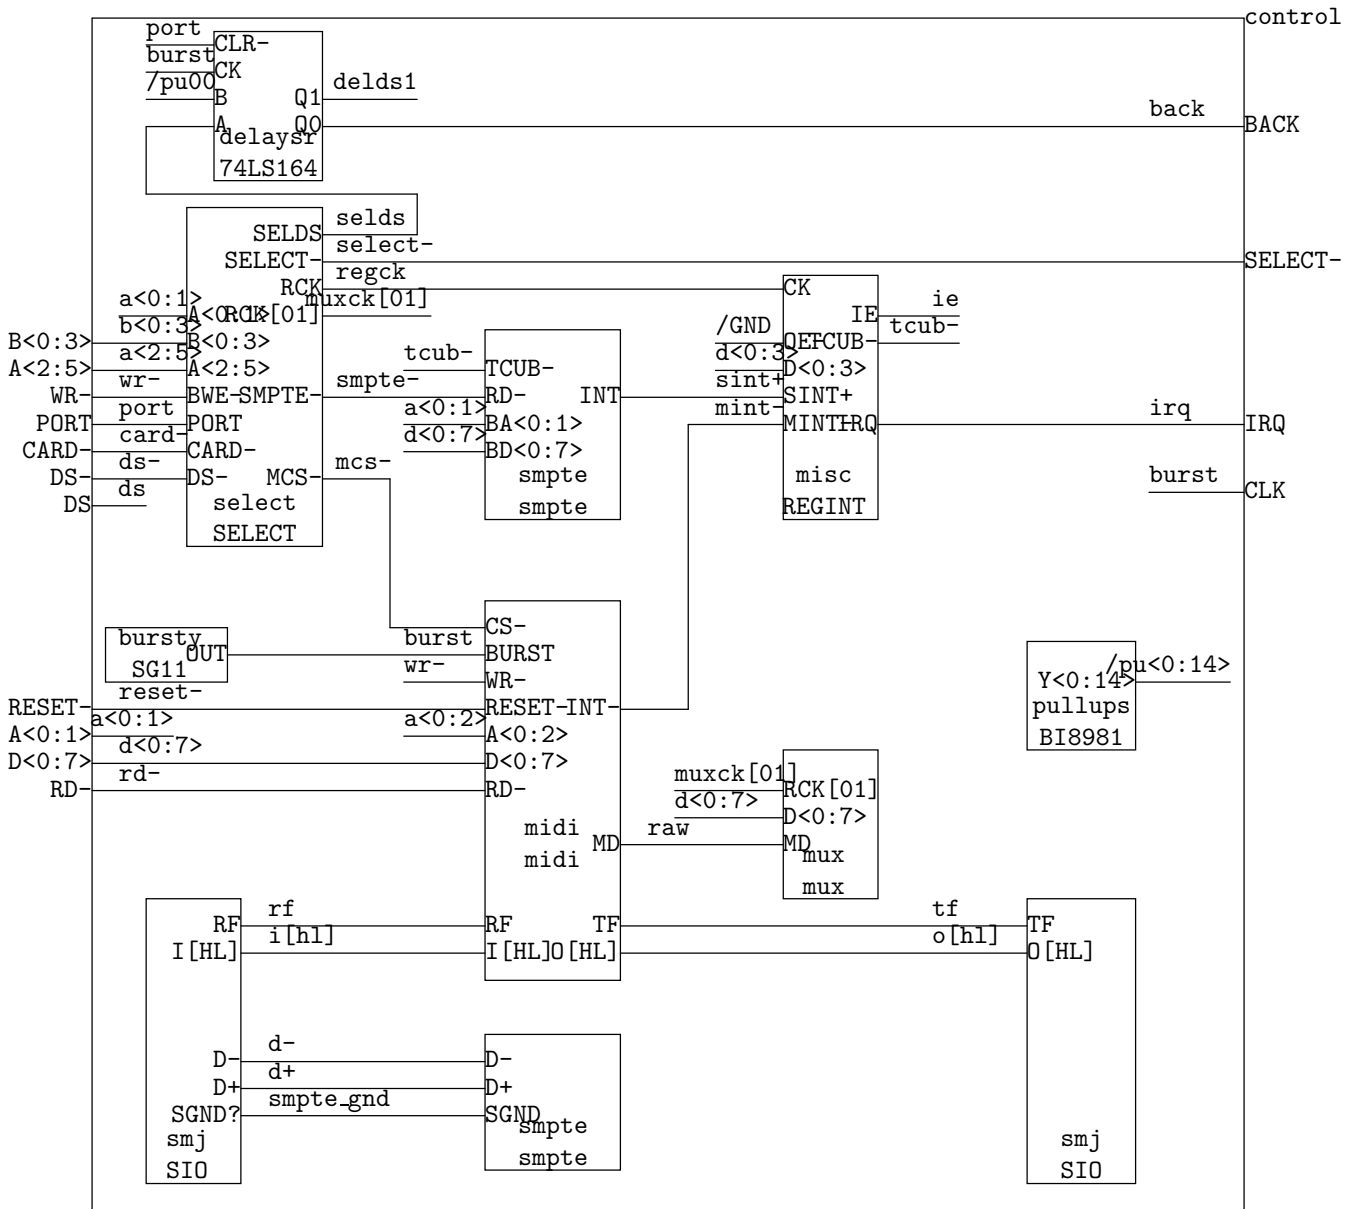 control
port
CLR-
burst
CK
/pu00
B Q1 delds1
A Q0 back BACK
delaysr
74LS164
selds
SELDS
select-
SELECT- SELECT-
regck
RCK CK
a<0:1> muxck[01] ie
A<0:1> RCK[01] IE
b<0:3> /GND tcub-
B<0:3> B<0:3> OE- TCUB-
a<2:5> tcub- d<0:3>
A<2:5> A<2:5> TCUB- D<0:3>
wr- smpte- sint+
WR- BWE- SMPTE- RD- INT SINT+
port a<0:1> mint- irq
PORT PORT BA<0:1> MINT- IRQ IRQ
card- d<0:7>
CARD- CARD- BD<0:7>
ds- mcs- burst
DS- DS- MCS- smpte misc CLK
ds
DS select smpte REGINT
SELECT
CS-
bursty burst
OUT BURST
SG11 wr- /pu<0:14>
WR- Y<0:14>
reset-
RESET- RESET- INT- pullups
a<0:1> a<0:2>
A<0:1> A<0:2> BI8981
d<0:7>
D<0:7> D<0:7>
rd- muxck[01]
RD- RD- RCK[01]
d<0:7>
D<0:7>
midi raw
MD MD
midi mux
mux
rf tf
RF RF TF TF
i[hl] o[hl]
I[HL] I[HL] O[HL] O[HL]
d-
D- D-
d+
D+ D+
smpte_gnd
SGND? SGND
smpte
smj smj
smpte
SIO SIO